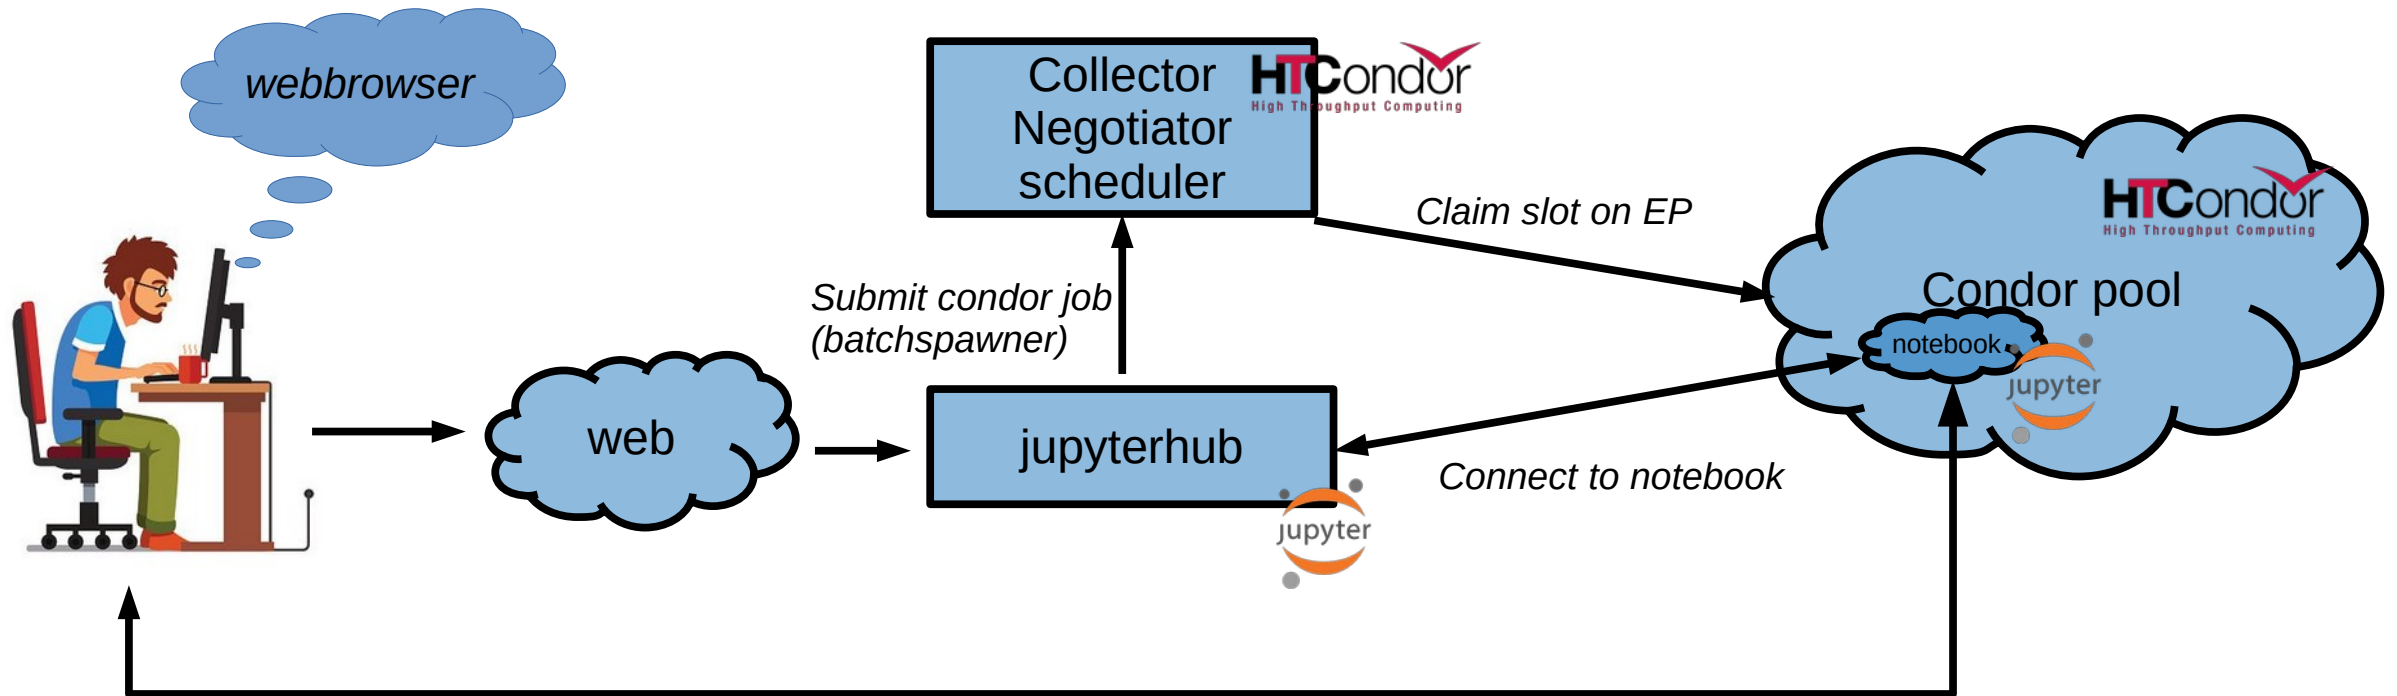 webbrowser
Collector
Negotiator
scheduler
HTCondor
High Throughput Computing
Claim slot on EP
HTCondor
High Throughput Computing
Condor pool
notebook
jupyter
Submit condor job
(batchspawner)
web
jupyterhub
jupyter
Connect to notebook